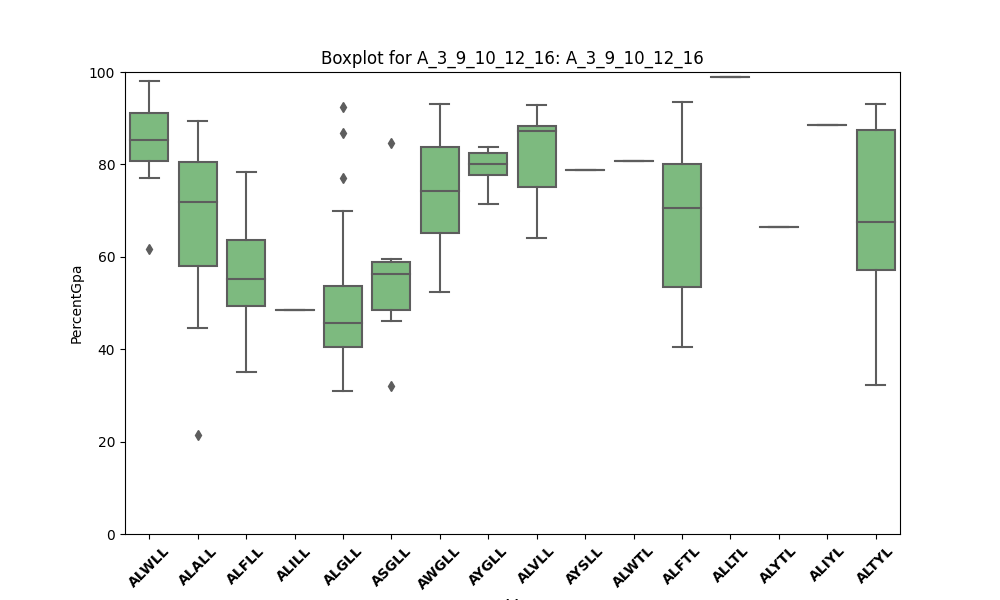 Boxplot for A_3_9_10_12_16: A_3_9_10_12_16
100
80
60
40
20
0
PercentGpa
ALWLL ALALL ALFLL ALILL ALGLL ASGLL AWGLL AYGLL ALVLL AYSLL ALWTL ALFTL ALLTL ALYTL ALIYL ALTYL